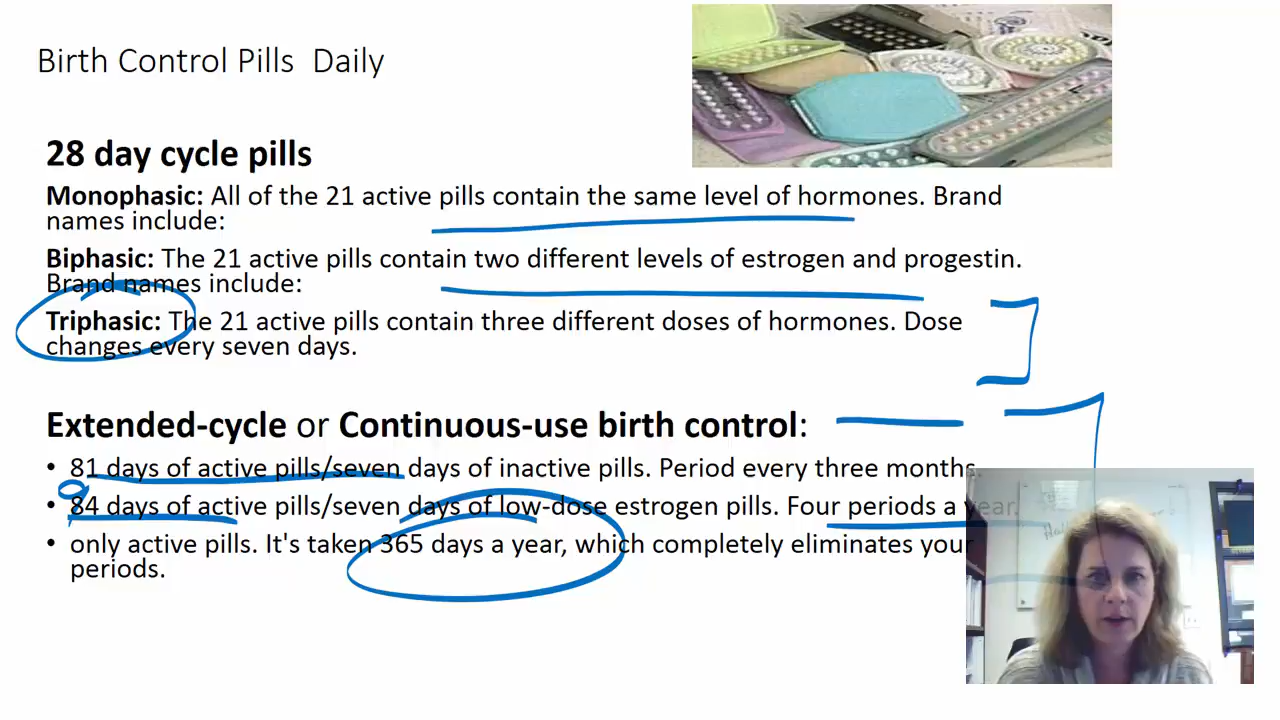 Birth Control Pills Daily
28 day cycle pills
Monophasic: All of the 21 active pills contain the same level of hormones. Brand
names include:
Biphasic: The 21 active pills contain two different levels of estrogen and progestin.
Brand names include:
Triphasic: The 21 active pills contain three different doses of hormones. Dose
changes every seven days.
Extended-cycle or Continuous-use birth control:
• 81 days of active pills/seven days of inactive pills. Period every three months.
• 84 days of active pills/seven days of low-dose estrogen pills. Four periods a year.
• only active pills. It's taken 365 days a year, which completely eliminates your
periods.